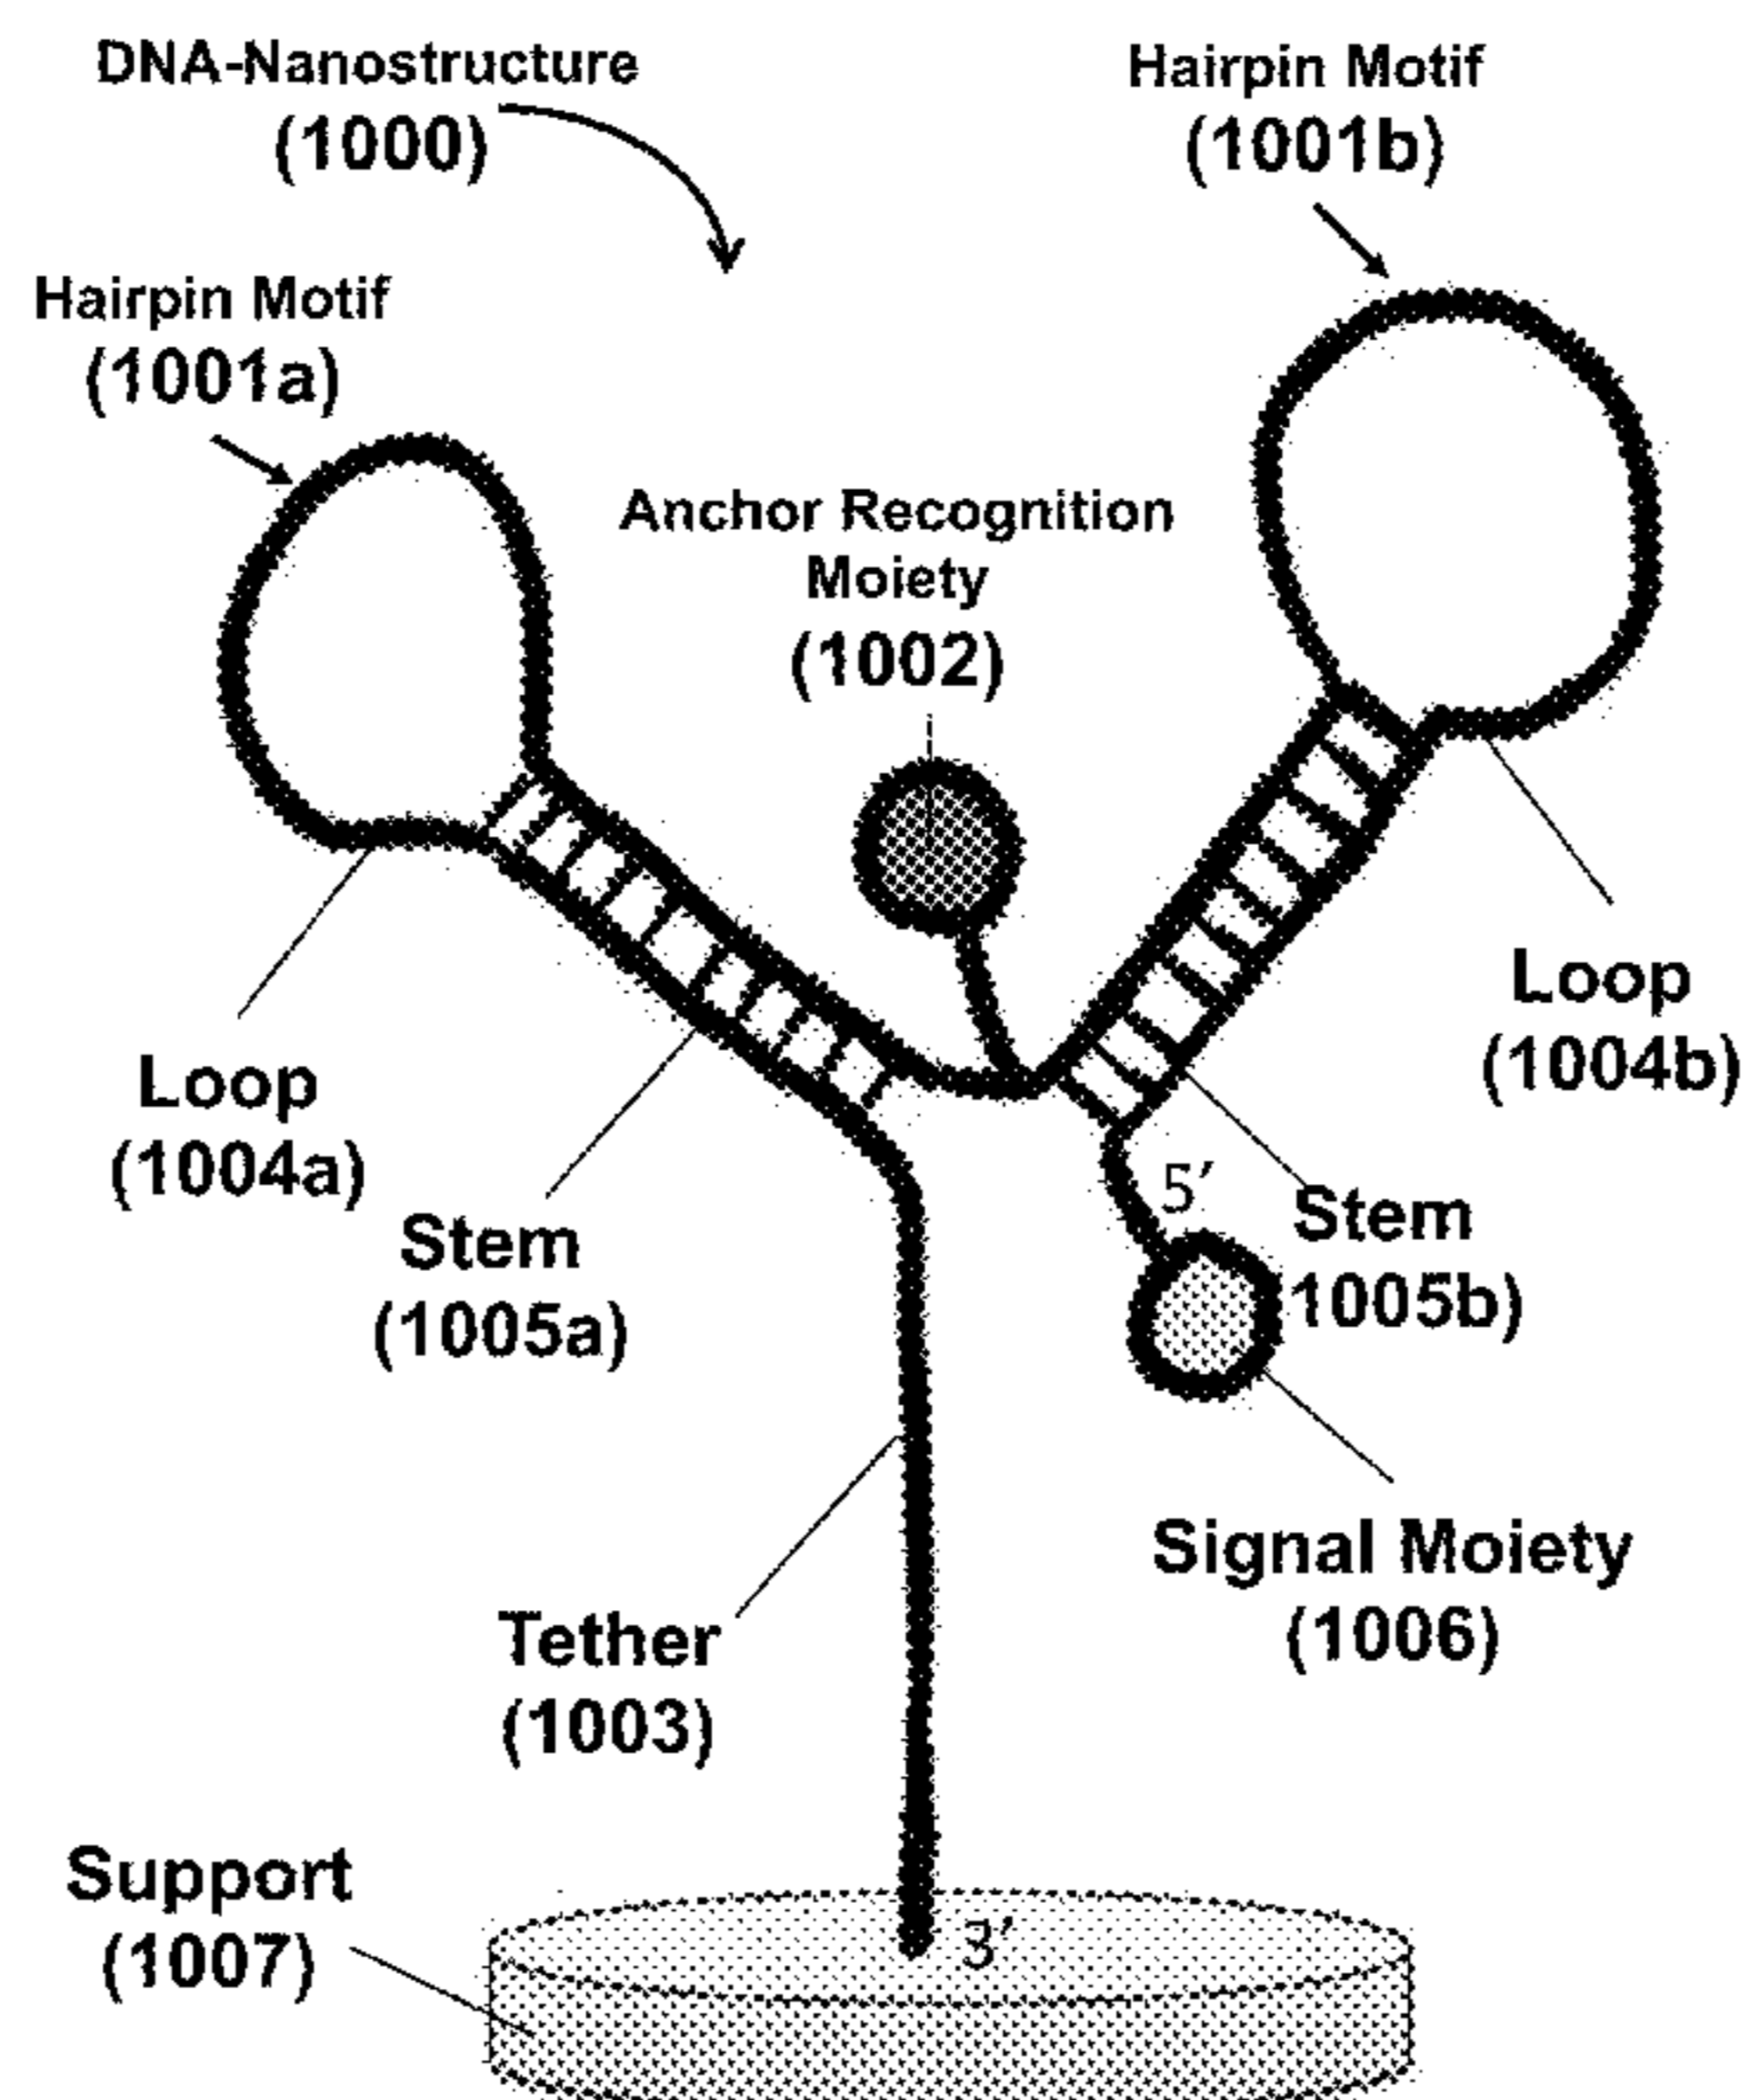 DNA-Nanostructure
(1000)
Hairpin Motif
(1001b)
Hairpin Motif
(1001a)
Anchor Recognition
Moiety
(1002)
Loop
(1004b)
Loop
(1004a)
5′
Stem
1005b)
Stem
(1005a)
Signal Moiety
(1006)
Tether
(1003)
Support
(1007)
3′